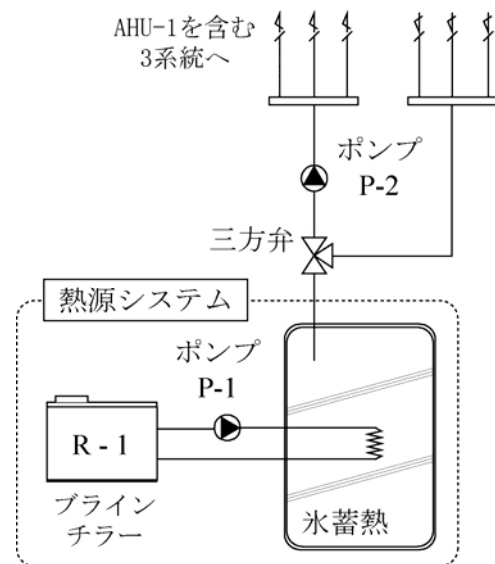 AHU-1を含む
3系統へ
ポンプ
P-2
三方弁
熱源システム
ポンプ
P-1
R - 1
ブライン
チラー
氷蓄熱